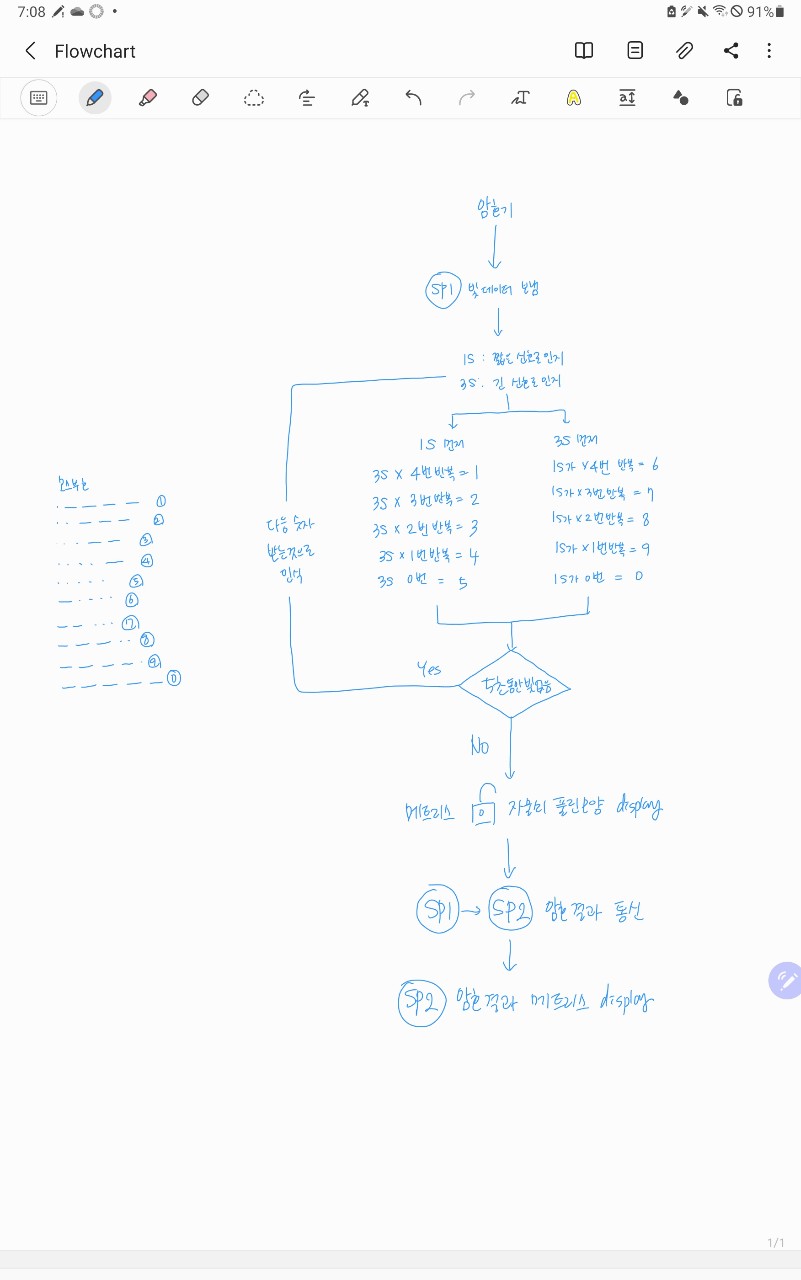 7:08
91%
Flowchart
암호기
SP1 빛 데이터 보냄
1S : 짧은 신호로 인지
3S : 긴 신호로 인지
1S 먼저
3S × 4번 반복 = 1
3S × 3번 반복 = 2
3S × 2번 반복 = 3
3S × 1번 반복 = 4
3S 0번 = 5
3S 먼저
1S가 × 4번 반복 = 6
1S가 × 3번 반복 = 7
1S가 × 2번 반복 = 8
1S가 × 1번 반복 = 9
1S가 0번 = 0
모스부호
· − − − − ①
· · − − − ②
· · · − − ③
· · · · − ④
· · · · · ⑤
− · · · · ⑥
− − · · · ⑦
− − − · · ⑧
− − − − · ⑨
− − − − − ⓪
다음 숫자
받는것으로
인식
Yes
5초 동안 빛 없음
No
메트리스 자물쇠 풀린모양 display
SP1 → SP2 암호결과 통신
SP2 암호결과 메트리스 display
1/1